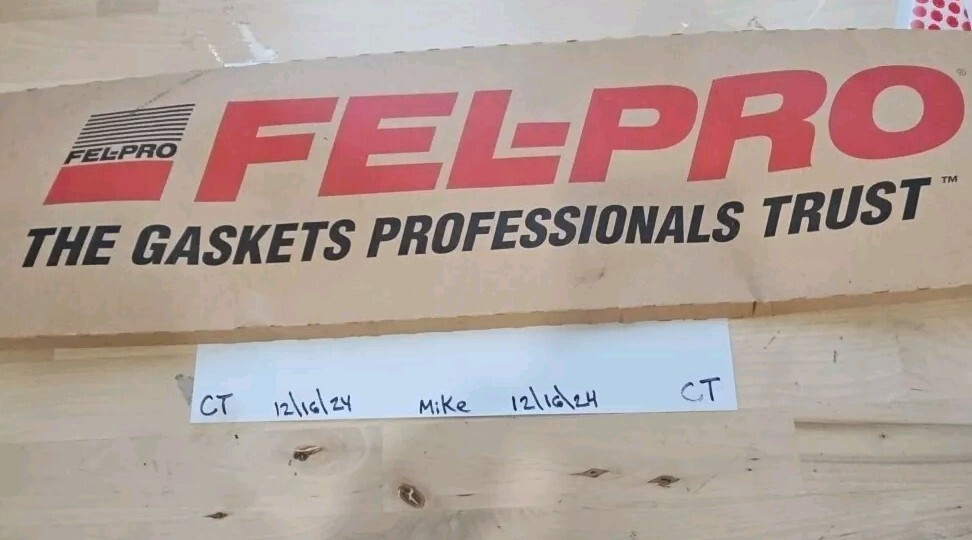 FEL-PRO
FEL-PRO®
THE GASKETS PROFESSIONALS TRUST™
CT 12/16/24 Mike 12/16/24 CT